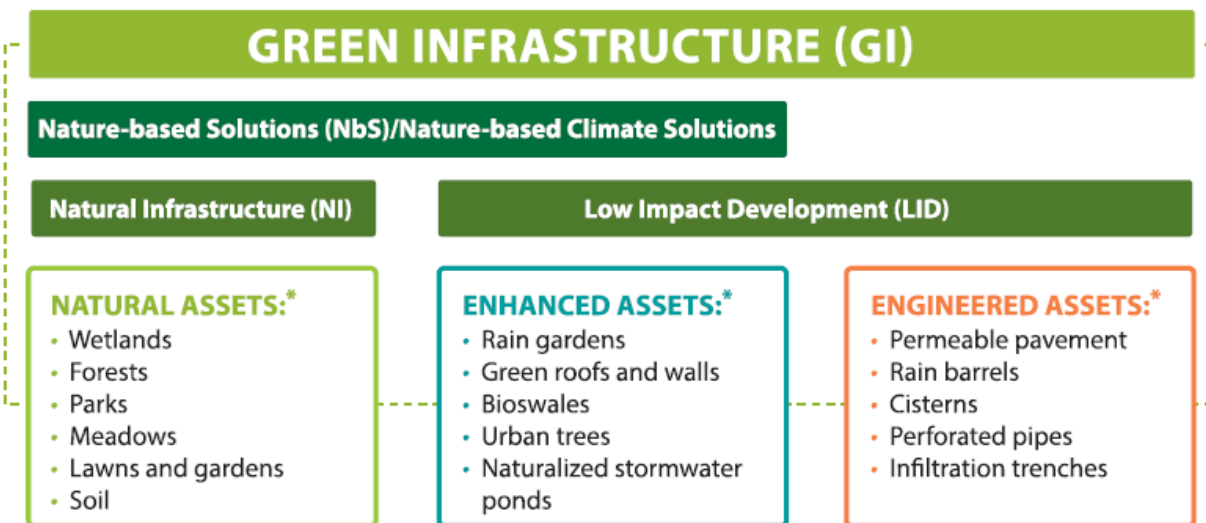 GREEN INFRASTRUCTURE (GI)
Nature-based Solutions (NbS)/Nature-based Climate Solutions
Natural Infrastructure (NI)
Low Impact Development (LID)
NATURAL ASSETS:*
• Wetlands
• Forests
• Parks
• Meadows
• Lawns and gardens
• Soil
ENHANCED ASSETS:*
• Rain gardens
• Green roofs and walls
• Bioswales
• Urban trees
• Naturalized stormwater
ponds
ENGINEERED ASSETS:*
• Permeable pavement
• Rain barrels
• Cisterns
• Perforated pipes
• Infiltration trenches